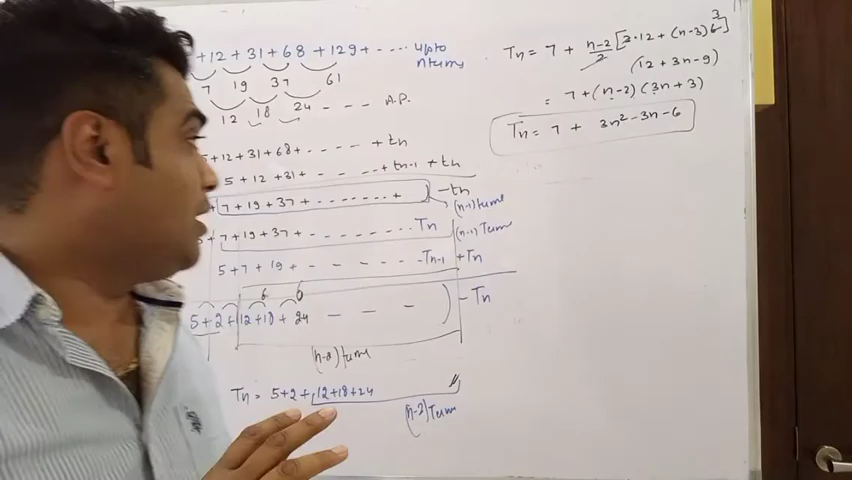 +12+31+68+129+ - - - - upto n terms
7 19 37 61
12 18 24 - - - - A.P.
5+12+31+68+ - - - - + tn
5+12+31+ - - - - + tn-1 + tn
7+19+37+ ........ + - tn
(n-1) terms
5+7+19+37+ .......... Tn (n-1) Terms
5+7+19+ - - - - - - Tn-1 + Tn
6 6
5+2+12+18+24 - - - ) - Tn
(n-2) terms
Tn = 5+2+12+18+24
(n-2) Term
Tn = 7 + n-2/2 [2·12 + (n-3) 6 3
(12+3n-9)
= 7+(n-2)(3n+3)
Tn = 7 + 3n²-3n-6